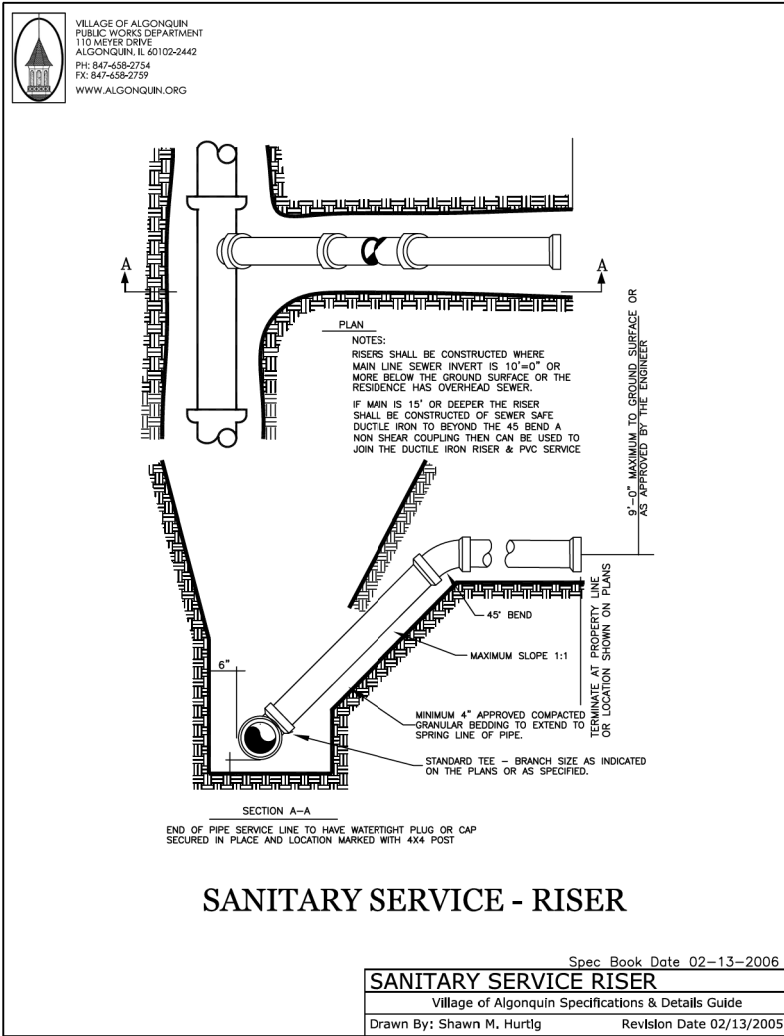 VILLAGE OF ALGONQUIN
PUBLIC WORKS DEPARTMENT
110 MEYER DRIVE
ALGONQUIN, IL 60102-2442
PH: 847-658-2754
FX: 847-658-2759
WWW.ALGONQUIN.ORG
A
A
PLAN
NOTES:
RISERS SHALL BE CONSTRUCTED WHERE
MAIN LINE SEWER INVERT IS 10'=0" OR
MORE BELOW THE GROUND SURFACE OR THE
RESIDENCE HAS OVERHEAD SEWER.
IF MAIN IS 15' OR DEEPER THE RISER
SHALL BE CONSTRUCTED OF SEWER SAFE
DUCTILE IRON TO BEYOND THE 45 BEND A
NON SHEAR COUPLING THEN CAN BE USED TO
JOIN THE DUCTILE IRON RISER & PVC SERVICE
9'-0" MAXIMUM TO GROUND SURFACE OR
AS APPROVED BY THE ENGINEER
45° BEND
MAXIMUM SLOPE 1:1
TERMINATE AT PROPERTY LINE
OR LOCATION SHOWN ON PLANS
6"
MINIMUM 4" APPROVED COMPACTED
GRANULAR BEDDING TO EXTEND TO
SPRING LINE OF PIPE.
STANDARD TEE - BRANCH SIZE AS INDICATED
ON THE PLANS OR AS SPECIFIED.
SECTION A-A
END OF PIPE SERVICE LINE TO HAVE WATERTIGHT PLUG OR CAP
SECURED IN PLACE AND LOCATION MARKED WITH 4X4 POST
SANITARY SERVICE - RISER
Spec Book Date 02-13-2006
SANITARY SERVICE RISER
Village of Algonquin Specifications & Details Guide
Drawn By: Shawn M. Hurtig Revision Date 02/13/2005